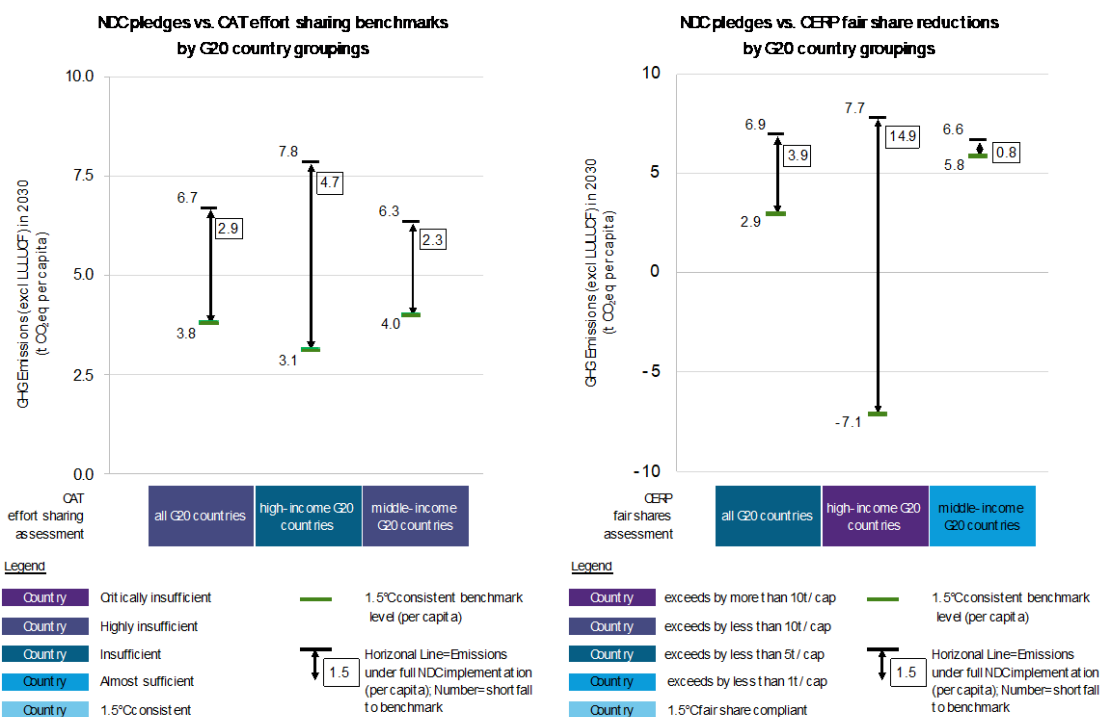 NDC pledges vs. CAT effort sharing benchmarks
by G20 country groupings
10.0
7.5
5.0
2.5
0.0
GHG Emissions (excl LULUCF) in 2030
(t CO₂eq per capita)
6.7
2.9
3.8
7.8
4.7
3.1
6.3
2.3
4.0
CAT
effort sharing
assessment
all G20 countries
high-income G20
countries
middle-income
G20 countries
Legend
Country Critically insufficient
Country Highly insufficient
Country Insufficient
Country Almost sufficient
Country 1.5°C consistent
1.5°C consistent benchmark
level (per capita)
1.5
Horizonal Line=Emissions
under full NDC implementation
(per capita); Number= shortfall
to benchmark
NDC pledges vs. CERP fair share reductions
by G20 country groupings
10
5
0
-5
-10
GHG Emissions (excl LULUCF) in 2030
(t CO₂eq per capita)
6.9
3.9
2.9
7.7
14.9
-7.1
6.6
0.8
5.8
CERP
fair shares
assessment
all G20 countries
high-income G20
countries
middle-income
G20 countries
Legend
Country exceeds by more than 10t/cap
Country exceeds by less than 10t/cap
Country exceeds by less than 5t/cap
Country exceeds by less than 1t/cap
Country 1.5°C fair share compliant
1.5°C consistent benchmark
level (per capita)
1.5
Horizonal Line=Emissions
under full NDC implementation
(per capita); Number= shortfall
to benchmark